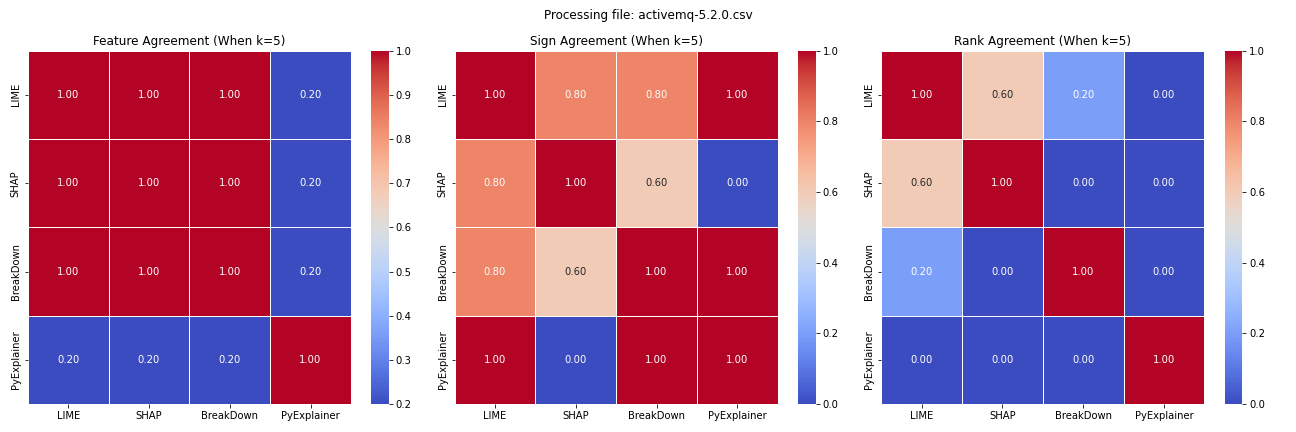 Processing file: activemq-5.2.0.csv
Feature Agreement (When k=5)
LIME
1.00 1.00 1.00 0.20
SHAP
1.00 1.00 1.00 0.20
BreakDown
1.00 1.00 1.00 0.20
PyExplainer
0.20 0.20 0.20 1.00
LIME SHAP BreakDown PyExplainer
1.0
0.9
0.8
0.7
0.6
0.5
0.4
0.3
0.2
Sign Agreement (When k=5)
LIME
1.00 0.80 0.80 1.00
SHAP
0.80 1.00 0.60 0.00
BreakDown
0.80 0.60 1.00 1.00
PyExplainer
1.00 0.00 1.00 1.00
LIME SHAP BreakDown PyExplainer
1.0
0.8
0.6
0.4
0.2
0.0
Rank Agreement (When k=5)
LIME
1.00 0.60 0.20 0.00
SHAP
0.60 1.00 0.00 0.00
BreakDown
0.20 0.00 1.00 0.00
PyExplainer
0.00 0.00 0.00 1.00
LIME SHAP BreakDown PyExplainer
1.0
0.8
0.6
0.4
0.2
0.0